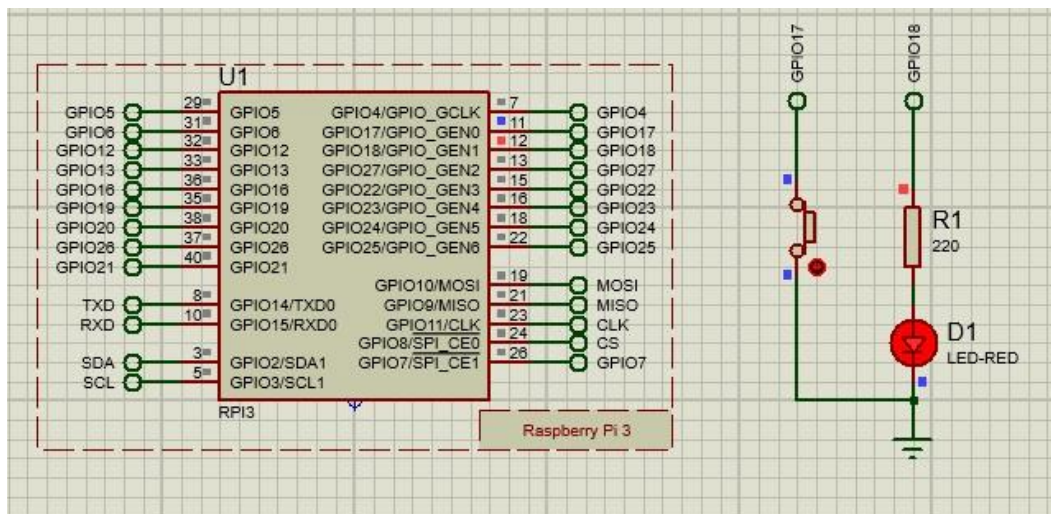 U1
GPIO5 29 GPIO5 GPIO4/GPIO_GCLK 7 GPIO4
GPIO6 31 GPIO6 GPIO17/GPIO_GEN0 11 GPIO17
GPIO12 32 GPIO12 GPIO18/GPIO_GEN1 12 GPIO18
GPIO13 33 GPIO13 GPIO27/GPIO_GEN2 13 GPIO27
GPIO16 36 GPIO16 GPIO22/GPIO_GEN3 15 GPIO22
GPIO19 35 GPIO19 GPIO23/GPIO_GEN4 16 GPIO23
GPIO20 38 GPIO20 GPIO24/GPIO_GEN5 18 GPIO24
GPIO26 37 GPIO26 GPIO25/GPIO_GEN6 22 GPIO25
GPIO21 40 GPIO21
GPIO10/MOSI 19 MOSI
TXD 8 GPIO14/TXD0 GPIO9/MISO 21 MISO
RXD 10 GPIO15/RXD0 GPIO11/CLK 23 CLK
GPIO8/SPI_CE0 24 CS
SDA 3 GPIO2/SDA1 GPIO7/SPI_CE1 26 GPIO7
SCL 5 GPIO3/SCL1
RPI3
Raspberry Pi 3
GPIO17
GPIO18
R1
220
D1
LED-RED